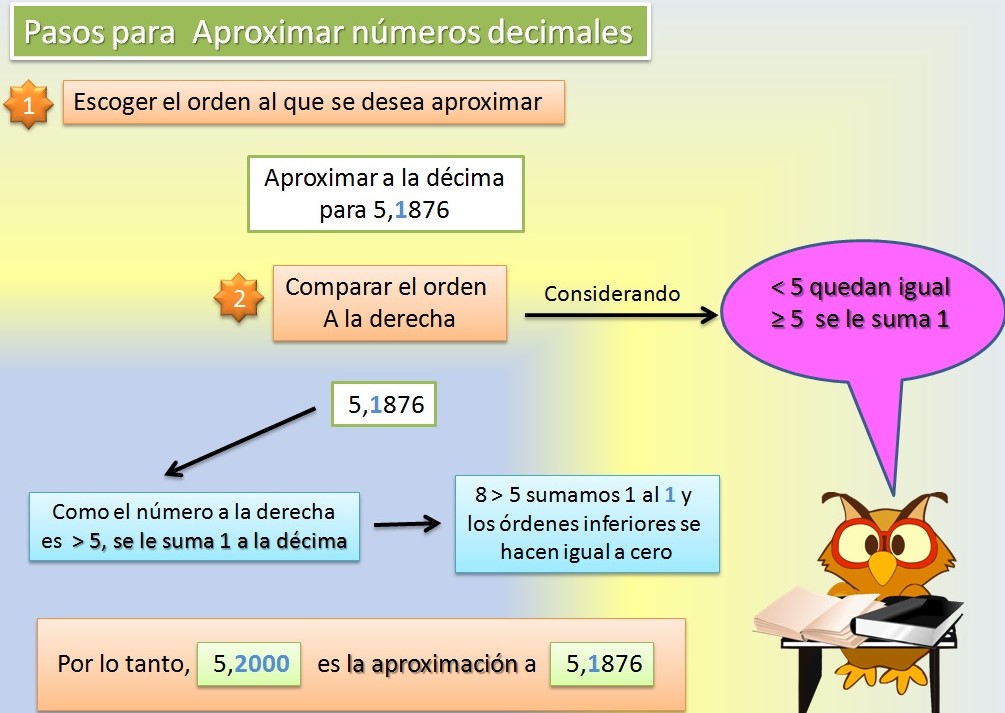 Pasos para Aproximar números decimales
1 Escoger el orden al que se desea aproximar
Aproximar a la décima
para 5,1876
2 Comparar el orden
A la derecha
Considerando
< 5 quedan igual
≥ 5 se le suma 1
5,1876
Como el número a la derecha
es > 5, se le suma 1 a la décima
8 > 5 sumamos 1 al 1 y
los órdenes inferiores se
hacen igual a cero
Por lo tanto, 5,2000 es la aproximación a 5,1876